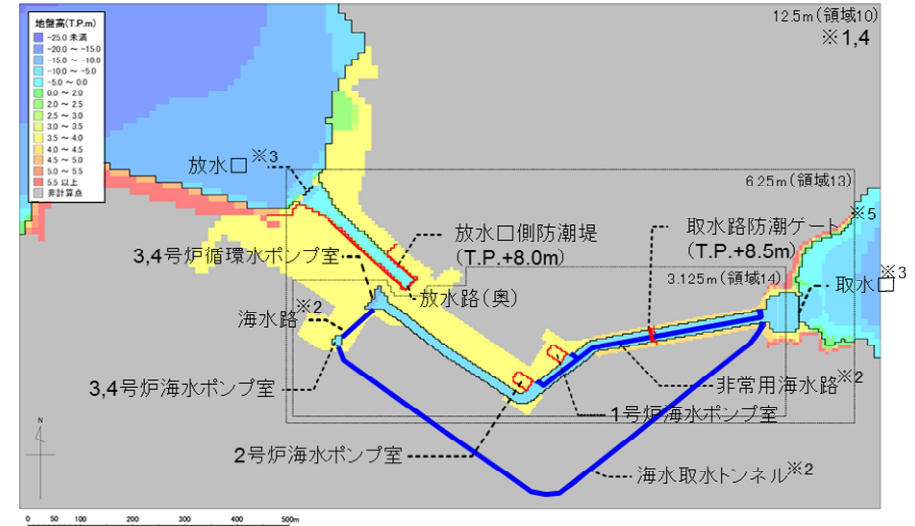 地盤高(T.P.m)
-25.0 未満
-20.0 ～ -15.0
-15.0 ～ -10.0
-10.0 ～ -5.0
-5.0 ～ 0.0
0.0 ～ 2.0
2.0 ～ 2.5
2.5 ～ 3.0
3.0 ～ 3.5
3.5 ～ 4.0
4.0 ～ 4.5
4.5 ～ 5.0
5.0 ～ 5.5
5.5 以上
非計算点
12.5m(領域10)
※1,4
放水口※3
6.25m(領域13)
放水口側防潮堤
(T.P.+8.0m)
取水路防潮ゲート※5
(T.P.+8.5m)
3,4号炉循環水ポンプ室
3.125m(領域14)
取水口※3
放水路(奥)
海水路※2
3,4号炉海水ポンプ室
非常用海水路※2
1号炉海水ポンプ室
2号炉海水ポンプ室
海水取水トンネル※2
N
0 50 100 200 300 400 500m